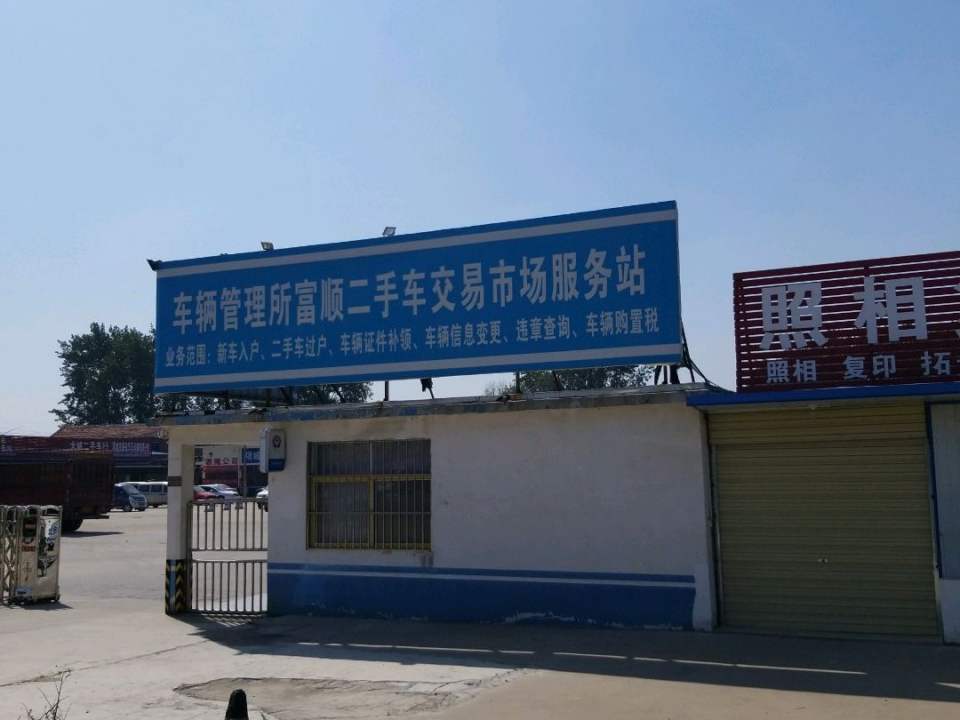 车辆管理所富顺二手车交易市场服务站
业务范围：新车入户、二手车过户、车辆证件补领、车辆信息变更、违章查询、车辆购置税
照相
照相 复印 拓